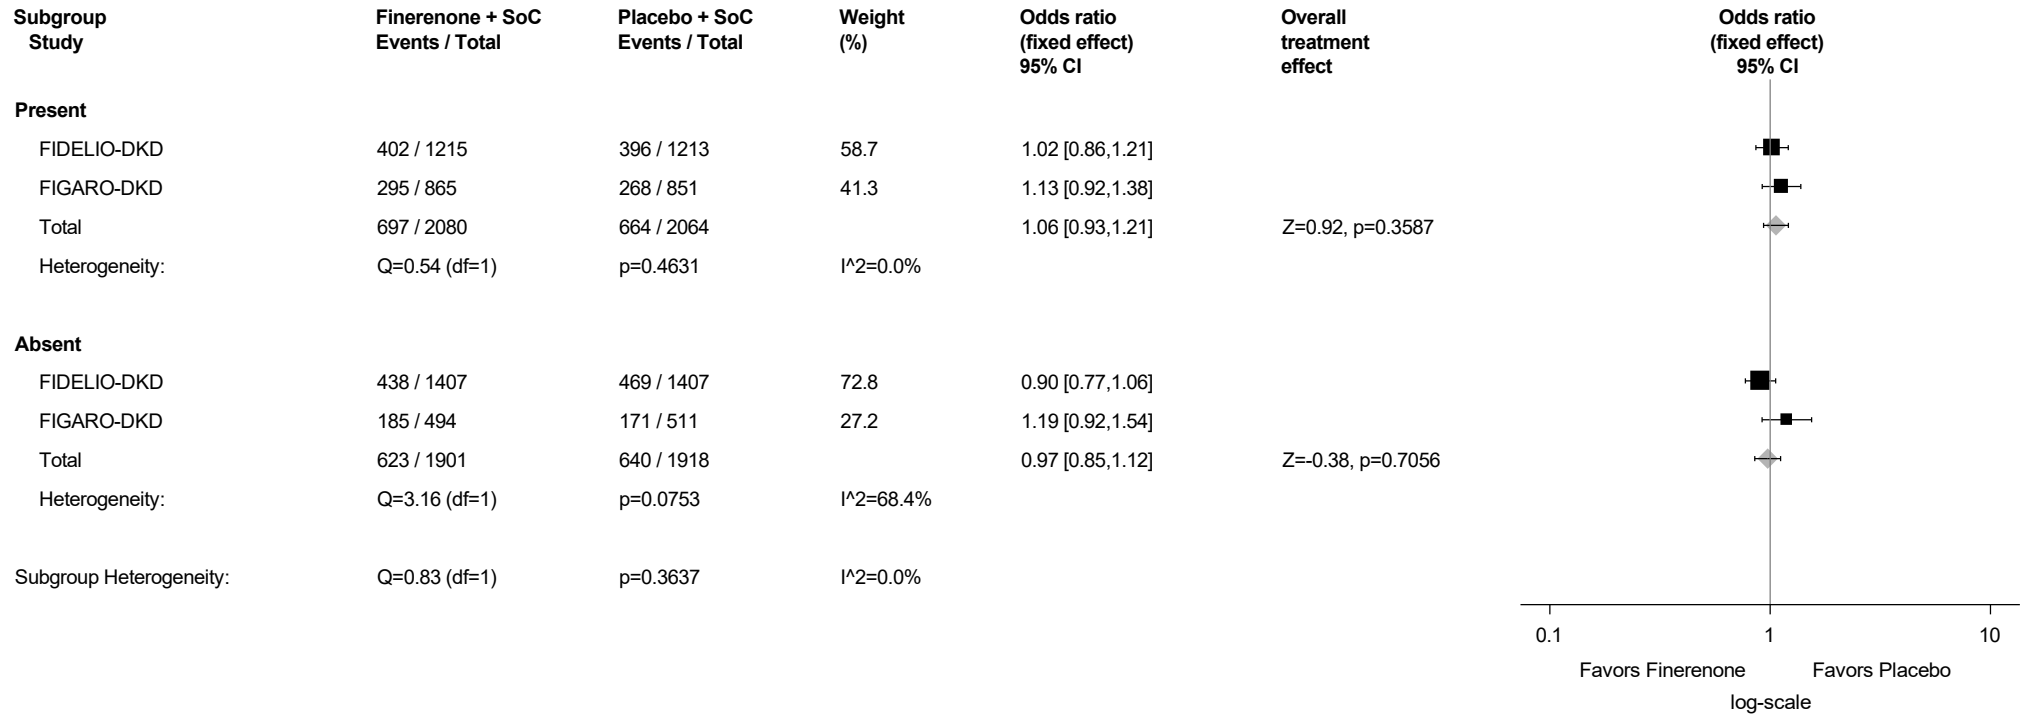 Subgroup Finerenone + SoC Placebo + SoC Weight Odds ratio Overall Odds ratio
Study Events / Total Events / Total (%) (fixed effect) treatment (fixed effect)
95% CI effect 95% CI
Present
FIDELIO-DKD 402 / 1215 396 / 1213 58.7 1.02 [0.86,1.21]
FIGARO-DKD 295 / 865 268 / 851 41.3 1.13 [0.92,1.38]
Total 697 / 2080 664 / 2064 1.06 [0.93,1.21] Z=0.92, p=0.3587
Heterogeneity: Q=0.54 (df=1) p=0.4631 I^2=0.0%
Absent
FIDELIO-DKD 438 / 1407 469 / 1407 72.8 0.90 [0.77,1.06]
FIGARO-DKD 185 / 494 171 / 511 27.2 1.19 [0.92,1.54]
Total 623 / 1901 640 / 1918 0.97 [0.85,1.12] Z=-0.38, p=0.7056
Heterogeneity: Q=3.16 (df=1) p=0.0753 I^2=68.4%
Subgroup Heterogeneity: Q=0.83 (df=1) p=0.3637 I^2=0.0%
0.1 1 10
Favors Finerenone Favors Placebo
log-scale